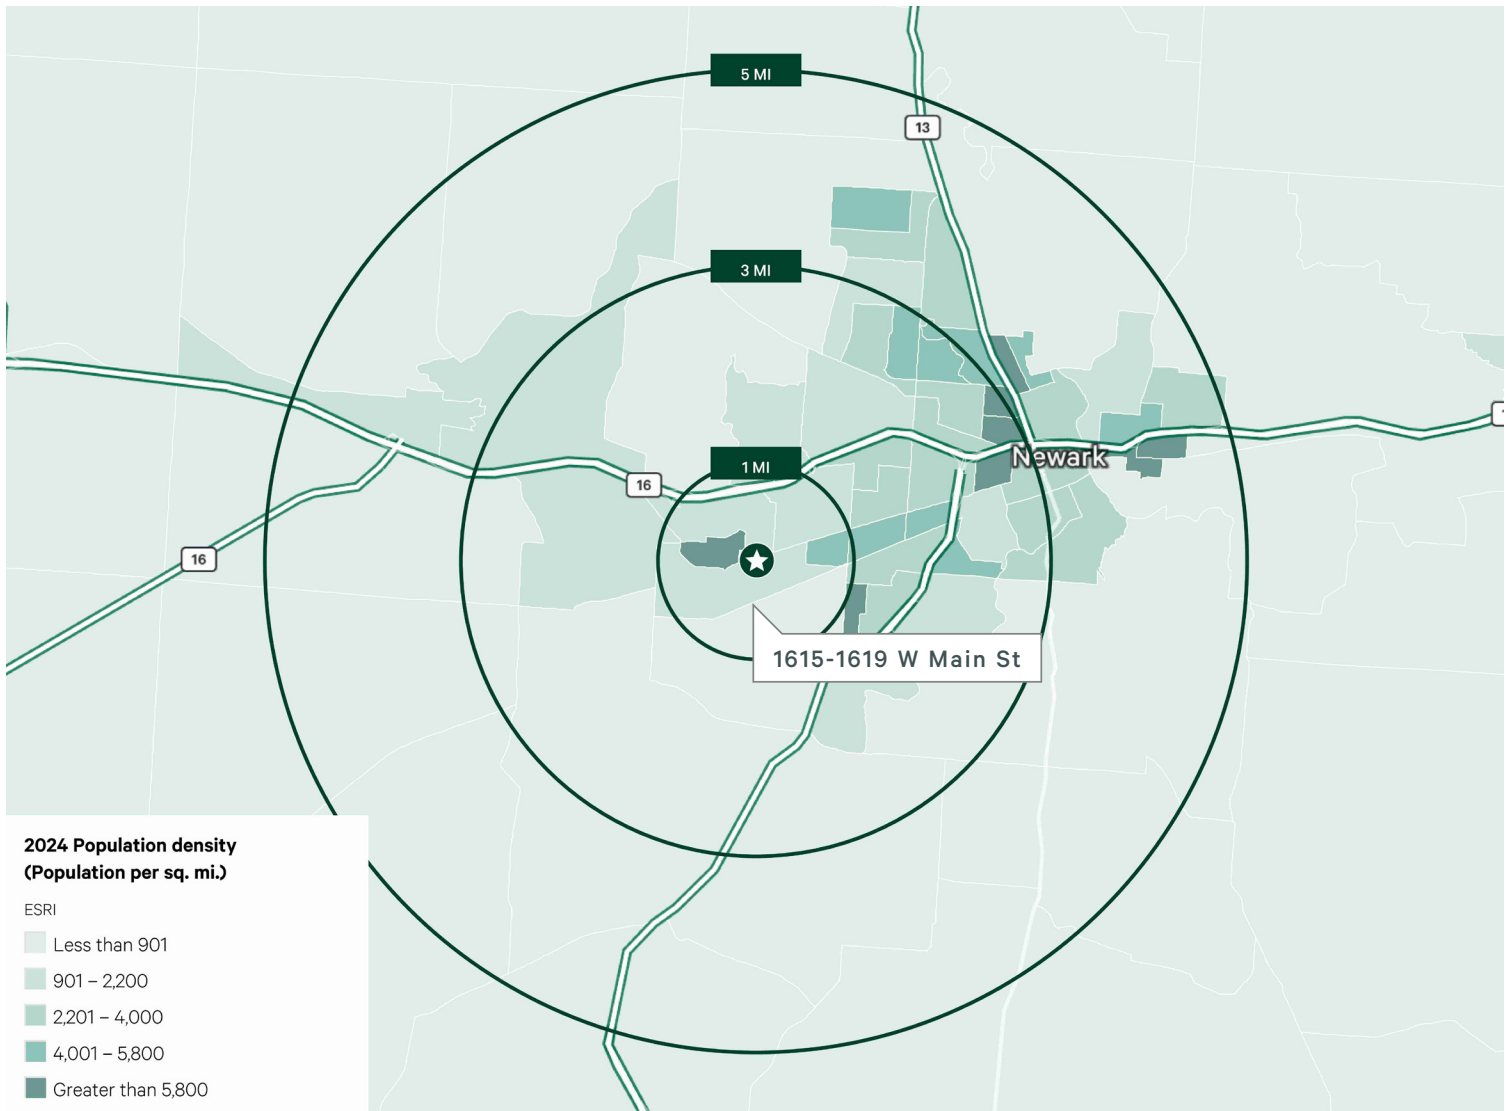 5 MI
13
3 MI
1 MI
Newark
16
16
1615-1619 W Main St
2024 Population density
(Population per sq. mi.)
ESRI
Less than 901
901 – 2,200
2,201 – 4,000
4,001 – 5,800
Greater than 5,800